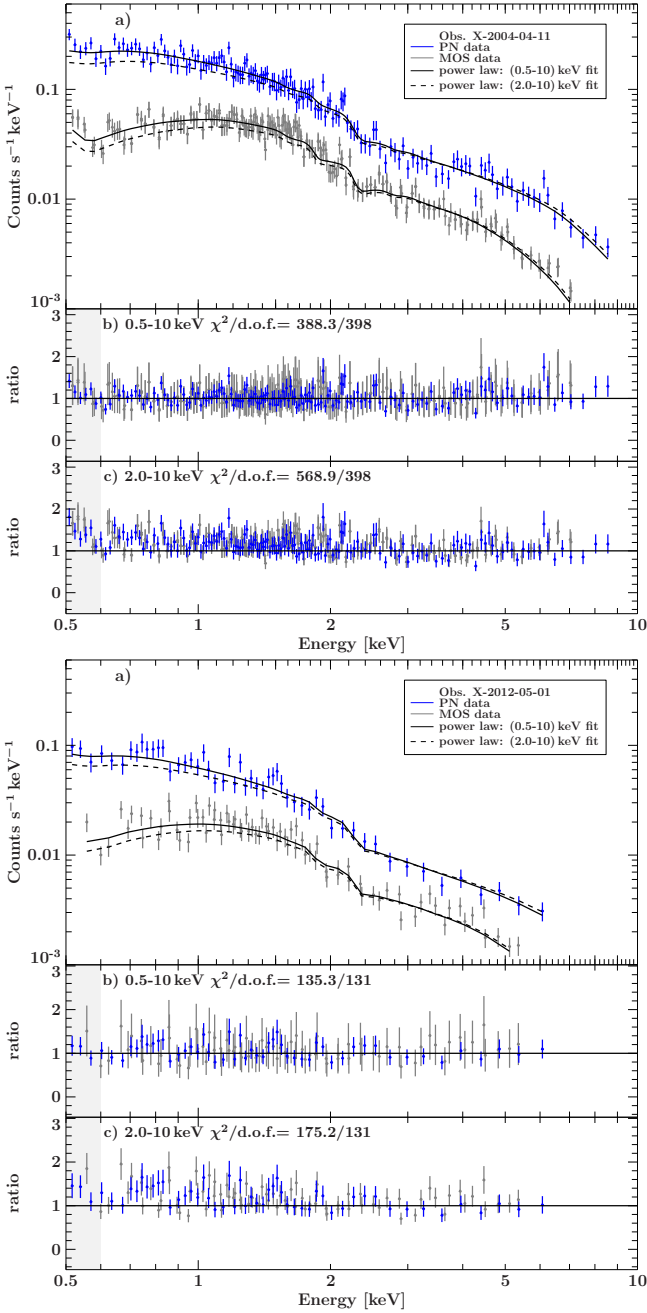 a)
Obs. X-2004-04-11
PN data
MOS data
power law: (0.5-10) keV fit
power law: (2.0-10) keV fit
0.1
0.01
10⁻³
Counts s⁻¹ keV⁻¹
b) 0.5-10 keV χ²/d.o.f.= 388.3/398
3
2
1
0
ratio
c) 2.0-10 keV χ²/d.o.f.= 568.9/398
3
2
1
0
ratio
0.5 1 2 5 10
Energy [keV]
a)
Obs. X-2012-05-01
PN data
MOS data
power law: (0.5-10) keV fit
power law: (2.0-10) keV fit
0.1
0.01
10⁻³
Counts s⁻¹ keV⁻¹
b) 0.5-10 keV χ²/d.o.f.= 135.3/131
3
2
1
0
ratio
c) 2.0-10 keV χ²/d.o.f.= 175.2/131
3
2
1
0
ratio
0.5 1 2 5 10
Energy [keV]